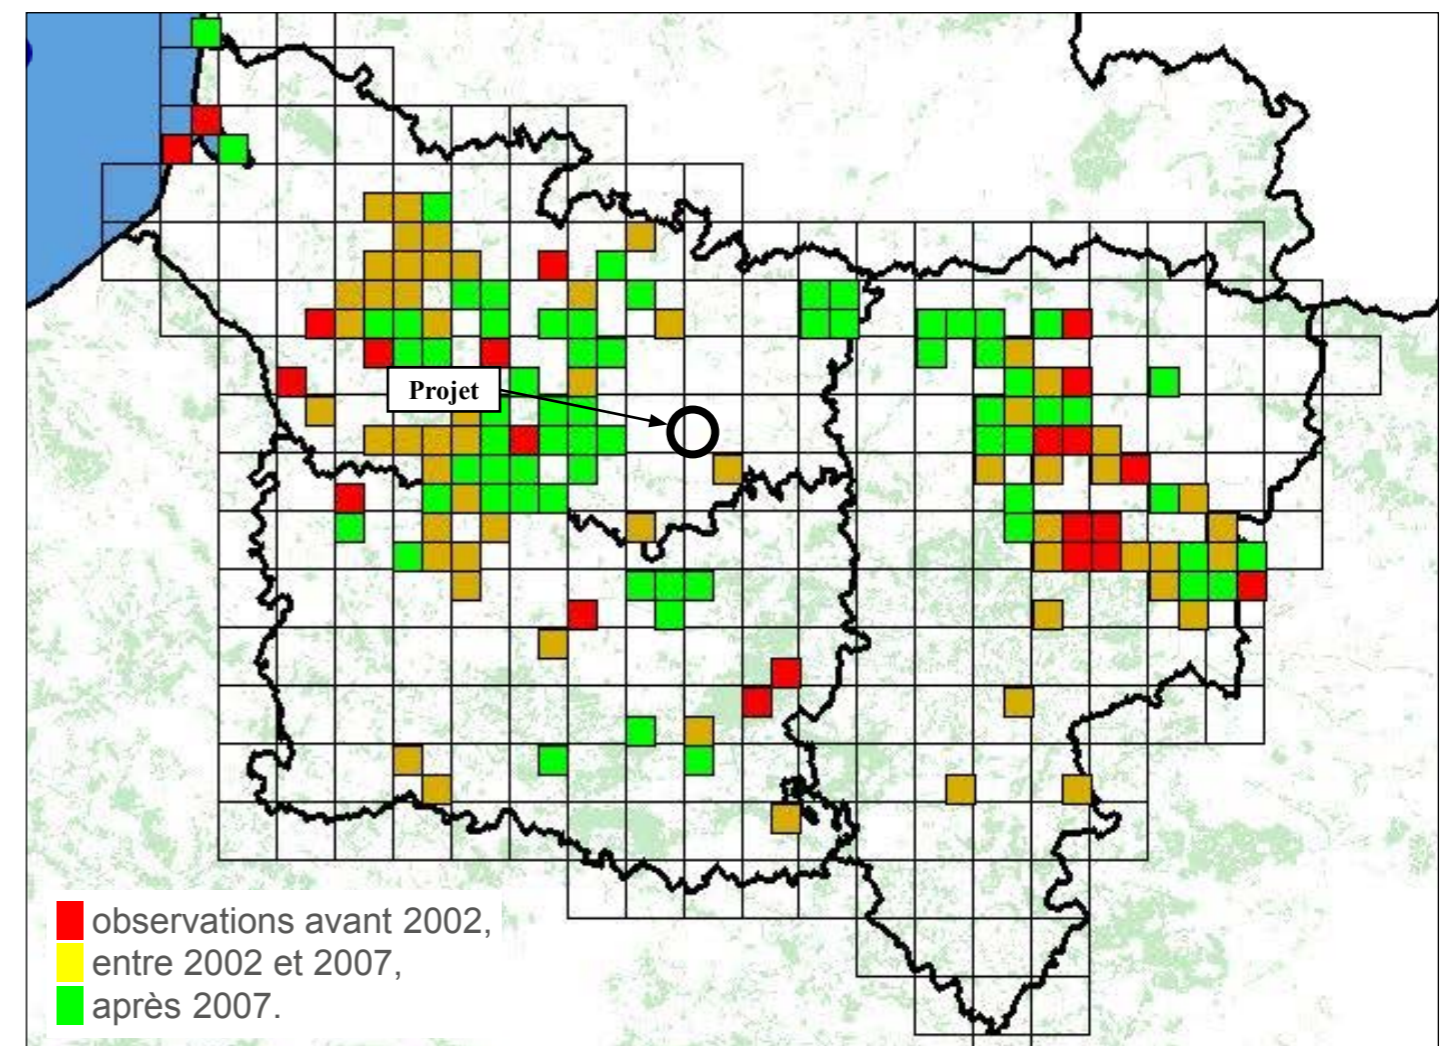 Projet
observations avant 2002,
entre 2002 et 2007,
après 2007.